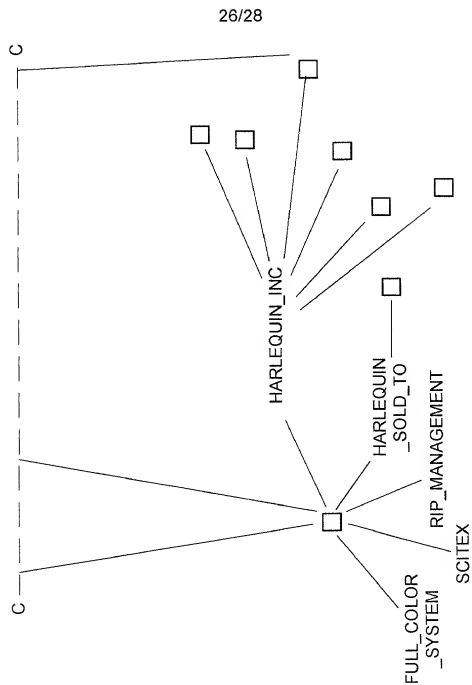 26/28
C
C
HARLEQUIN_INC
HARLEQUIN
_SOLD_TO
RIP_MANAGEMENT
SCITEX
FULL_COLOR
_SYSTEM